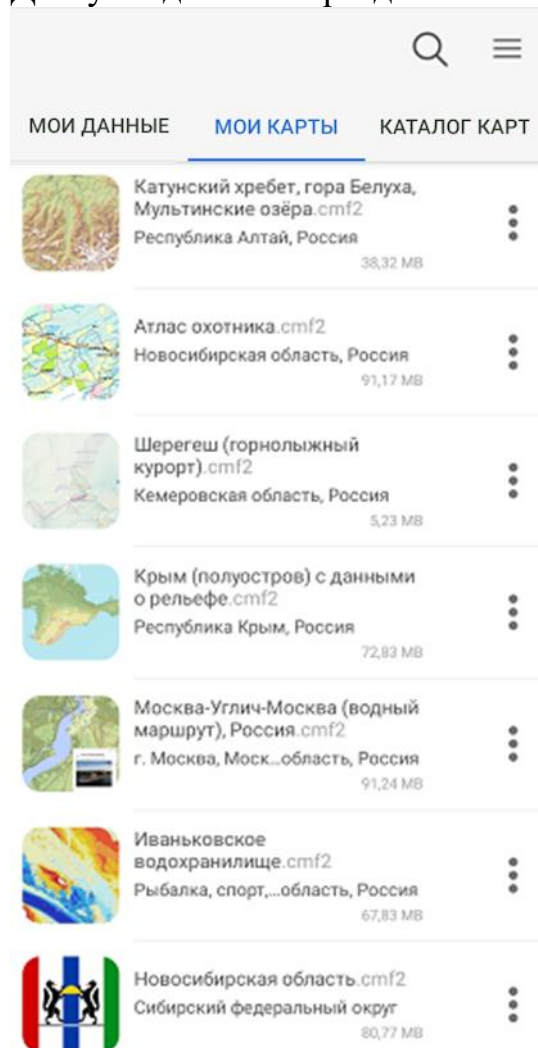 МОИ ДАННЫЕ МОИ КАРТЫ КАТАЛОГ КАРТ
Катунский хребет, гора Белуха,
Мультинские озёра.cmf2
Республика Алтай, Россия
38,32 MB
Атлас охотника.cmf2
Новосибирская область, Россия
91,17 MB
Шерегеш (горнолыжный
курорт).cmf2
Кемеровская область, Россия
5,23 MB
Крым (полуостров) с данными
о рельефе.cmf2
Республика Крым, Россия
72,83 MB
Москва-Углич-Москва (водный
маршрут), Россия.cmf2
г. Москва, Моск...область, Россия
91,24 MB
Иваньковское
водохранилище.cmf2
Рыбалка, спорт,...область, Россия
67,83 MB
Новосибирская область.cmf2
Сибирский федеральный округ
80,77 MB